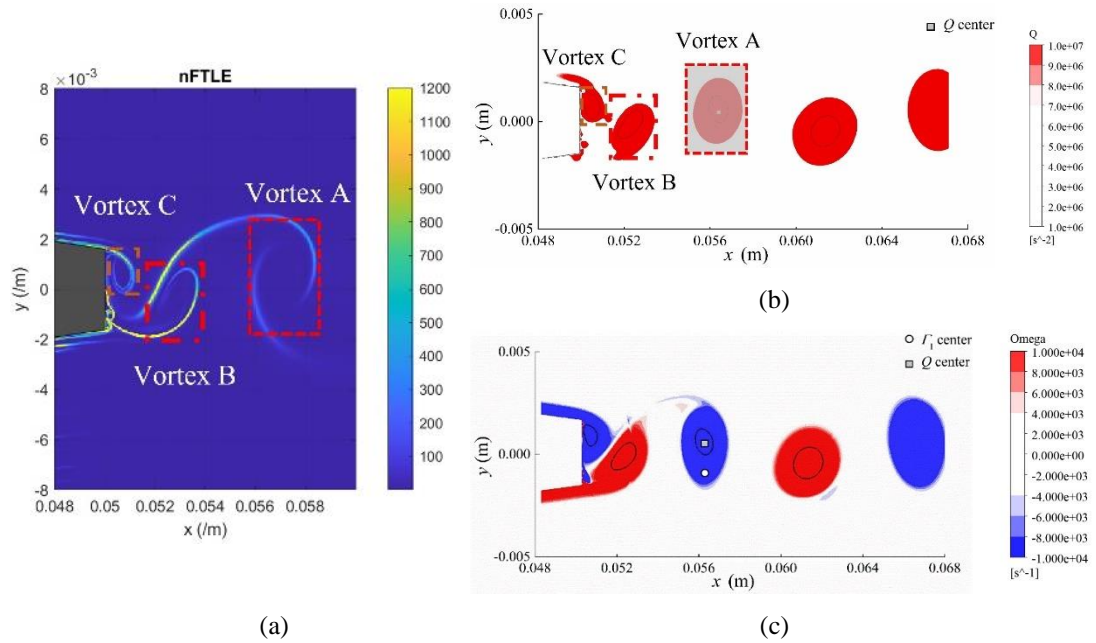 nFTLE
×10⁻³
8
6
4
2
0
-2
-4
-6
-8
y (/m)
0.048 0.05 0.052 0.054 0.056 0.058
x (/m)
Vortex A
Vortex C
Vortex B
1200
1100
1000
900
800
700
600
500
400
300
200
100
(a)
0.005
0.000
-0.005
y (m)
Q center
Vortex A
Vortex C
Vortex B
0.048 0.052 0.056 0.060 0.064 0.068
x (m)
Q
1.0e+07
9.0e+06
8.0e+06
7.0e+06
6.0e+06
5.0e+06
4.0e+06
3.0e+06
2.0e+06
1.0e+06
[s^-2]
(b)
0.005
0.000
-0.005
y (m)
Γ₁ center
Q center
0.048 0.052 0.056 0.060 0.064 0.068
x (m)
Omega
1.000e+04
8.000e+03
6.000e+03
4.000e+03
2.000e+03
0.000e+00
-2.000e+03
-4.000e+03
-6.000e+03
-8.000e+03
-1.000e+04
[s^-1]
(c)